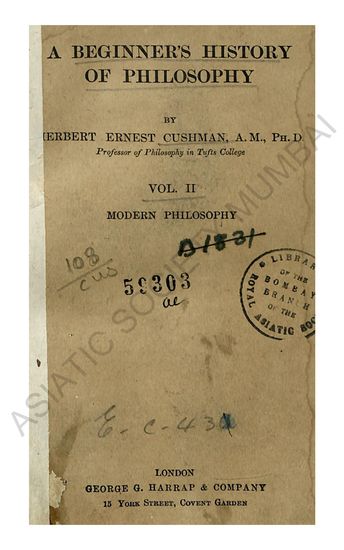 A BEGINNER'S HISTORY
OF PHILOSOPHY
BY
HERBERT ERNEST CUSHMAN, A.M., PH.D
Professor of Philosophy in Tufts College
VOL. II
MODERN PHILOSOPHY
108
cus
59303
LIBRARY
OF THE
BOMBAY
BRANCH
OF THE
ROYAL
ASIATIC SOC
LONDON
GEORGE G. HARRAP & COMPANY
15 YORK STREET, COVENT GARDEN
ASIATIC SOCIETY MUMBAI